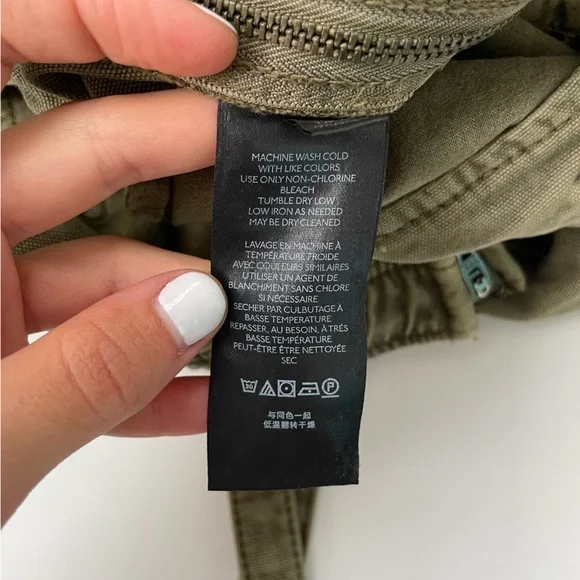 MACHINE WASH COLD
WITH LIKE COLORS
USE ONLY NON-CHLORINE
BLEACH
TUMBLE DRY LOW
LOW IRON AS NEEDED
MAY BE DRY CLEANED
LAVAGE EN MACHINE À
TEMPÉRATURE FROIDE
AVEC COULEURS SIMILAIRES
UTILISER UN AGENT DE
BLANCHIMENT SANS CHLORE
SI NÉCESSAIRE
SECHER PAR CULBUTAGE À
BASSE TEMPERATURE
REPASSER, AU BESOIN, À TRÉS
BASSE TEMPÉRATURE
PEUT-ÊTRE ÊTRE NETTOYÉE
SEC
30
P
与同色一起
低温翻转干燥